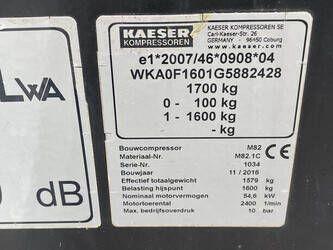 KAESER
KOMPRESSOREN
KAESER KOMPRESSOREN SE
Carl-Kaeser-Str. 26
GERMANY - 96450 Coburg
www.kaeser.com
e1*2007/46*0908*04
WKA0F1601G5882428
1700 kg
0 - 100 kg
1 - 1600 kg
- kg
Bouwcompressor M82
Materiaal-Nr. M82.1C
Serie-Nr. 1034
Bouwjaar 11 / 2016
Effectief totaalgewicht 1579 kg
Belasting hijspunt 1600 kg
Nominaal motorvermogen 54,6 kW
Motortoerental 2400 1/min
Max. bedrijfsoverdruk 10 bar
CE
LWA
dB